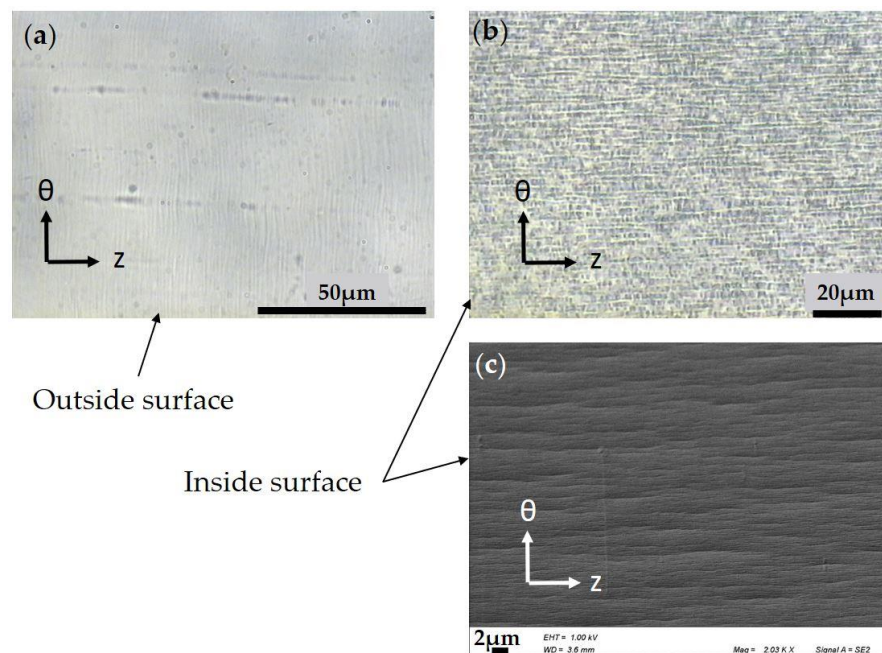 (a)
θ
z
50µm
(b)
θ
z
20µm
Outside surface
Inside surface
(c)
θ
z
2µm
EHT = 1.00 kV
WD = 3.6 mm
Mag = 2.03 K X
Signal A = SE2